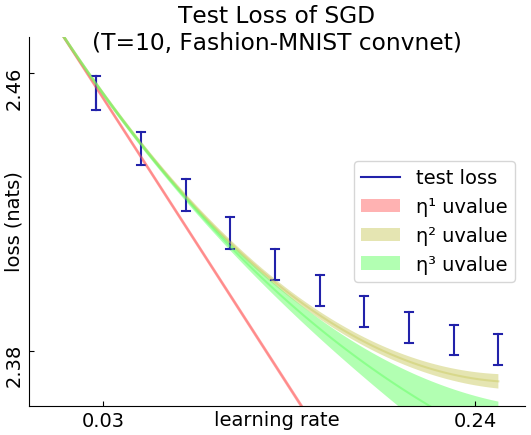 Test Loss of SGD
(T=10, Fashion-MNIST convnet)
loss (nats)
2.46
2.38
test loss
η¹ uvalue
η² uvalue
η³ uvalue
0.03
learning rate
0.24